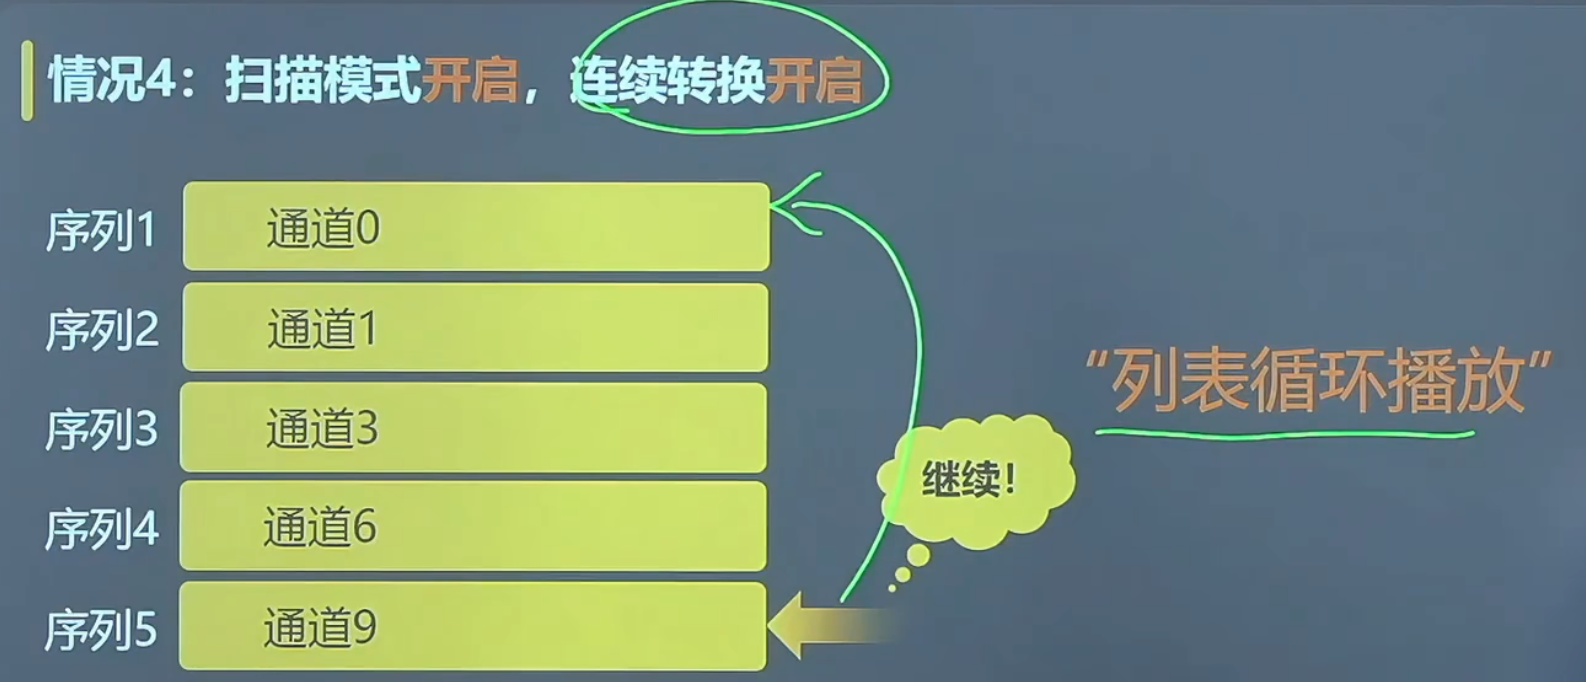 情况4：扫描模式开启，连续转换开启
序列1 通道0
序列2 通道1
序列3 通道3
序列4 通道6
序列5 通道9
继续！
“列表循环播放”